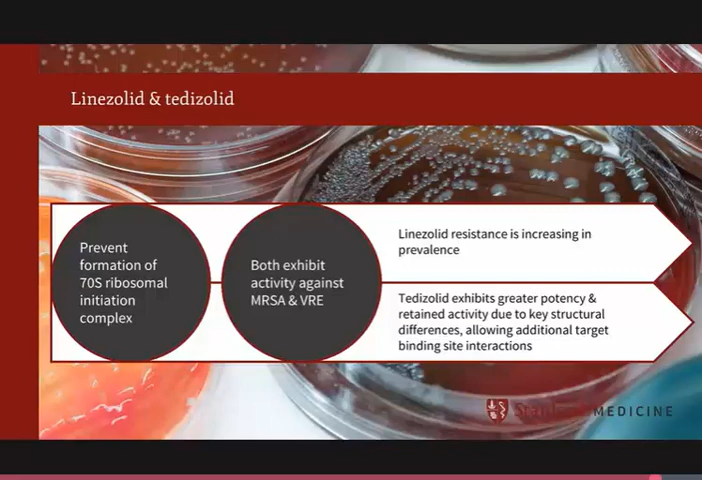 Linezolid & tedizolid
Prevent
formation of
70S ribosomal
initiation
complex
Both exhibit
activity against
MRSA & VRE
Linezolid resistance is increasing in
prevalence
Tedizolid exhibits greater potency &
retained activity due to key structural
differences, allowing additional target
binding site interactions
Stanford MEDICINE